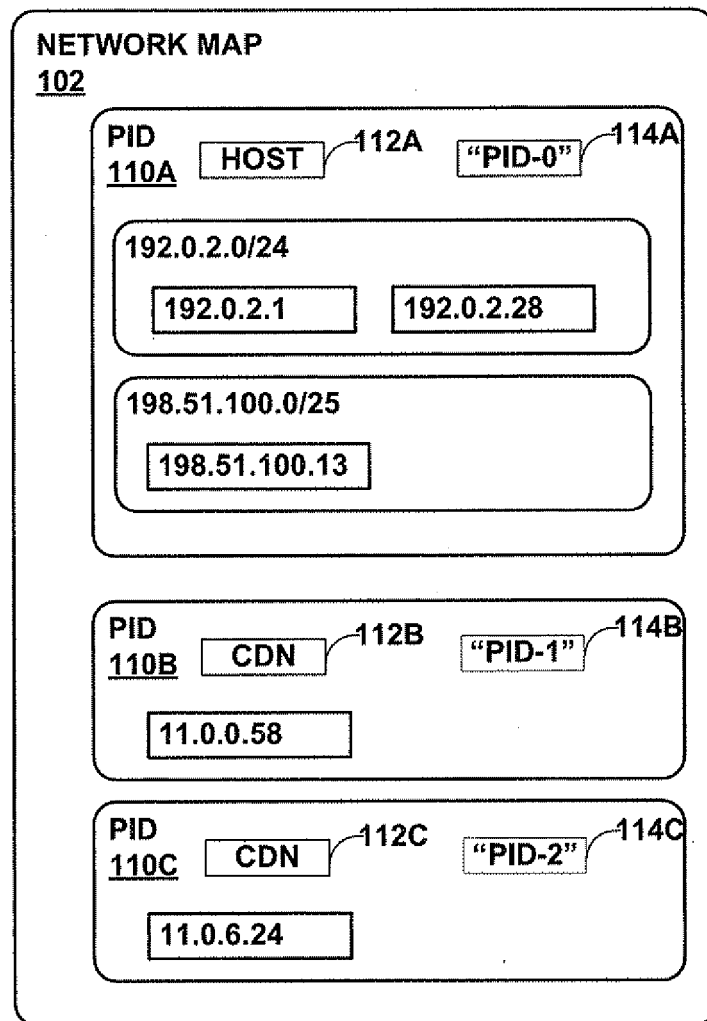 NETWORK MAP
102
PID
110A
HOST
112A
“PID-0”
114A
192.0.2.0/24
192.0.2.1
192.0.2.28
198.51.100.0/25
198.51.100.13
PID
110B
CDN
112B
“PID-1”
114B
11.0.0.58
PID
110C
CDN
112C
“PID-2”
114C
11.0.6.24